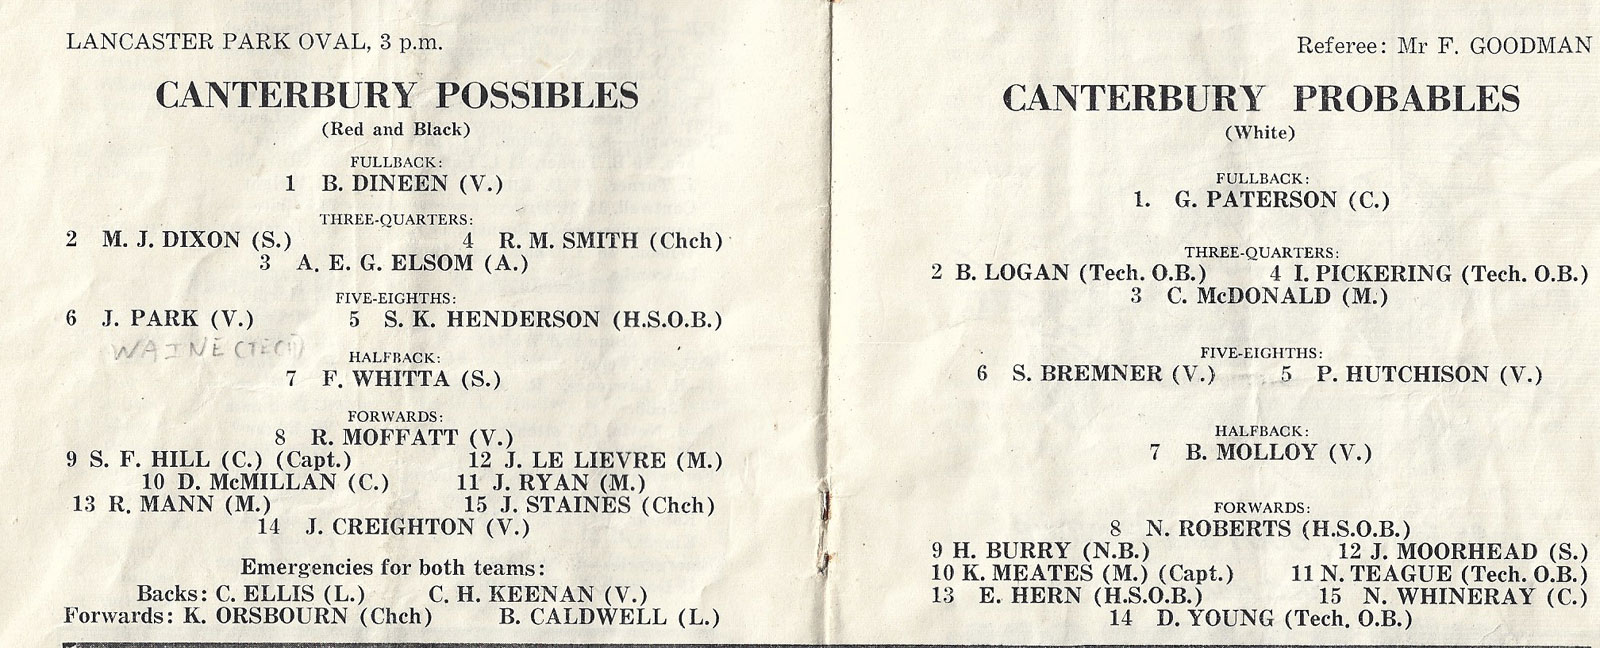 LANCASTER PARK OVAL, 3 p.m.
CANTERBURY POSSIBLES
(Red and Black)
FULLBACK:
1 B. DINEEN (V.)
THREE-QUARTERS:
2 M. J. DIXON (S.) 4 R. M. SMITH (Chch)
3 A. E. G. ELSOM (A.)
FIVE-EIGHTHS:
6 J. PARK (V.) 5 S. K. HENDERSON (H.S.O.B.)
WAINE (TECH)
HALFBACK:
7 F. WHITTA (S.)
FORWARDS:
8 R. MOFFATT (V.)
9 S. F. HILL (C.) (Capt.) 12 J. LE LIEVRE (M.)
10 D. McMILLAN (C.) 11 J. RYAN (M.)
13 R. MANN (M.) 15 J. STAINES (Chch)
14 J. CREIGHTON (V.)
Emergencies for both teams:
Backs: C. ELLIS (L.) C. H. KEENAN (V.)
Forwards: K. ORSBOURN (Chch) B. CALDWELL (L.)
Referee: Mr F. GOODMAN
CANTERBURY PROBABLES
(White)
FULLBACK:
1. G. PATERSON (C.)
THREE-QUARTERS:
2 B. LOGAN (Tech. O.B.) 4 I. PICKERING (Tech. O.B.)
3 C. McDONALD (M.)
FIVE-EIGHTHS:
6 S. BREMNER (V.) 5 P. HUTCHISON (V.)
HALFBACK:
7 B. MOLLOY (V.)
FORWARDS:
8 N. ROBERTS (H.S.O.B.)
9 H. BURRY (N.B.) 12 J. MOORHEAD (S.)
10 K. MEATES (M.) (Capt.) 11 N. TEAGUE (Tech. O.B.)
13 E. HERN (H.S.O.B.) 15 N. WHINERAY (C.)
14 D. YOUNG (Tech. O.B.)